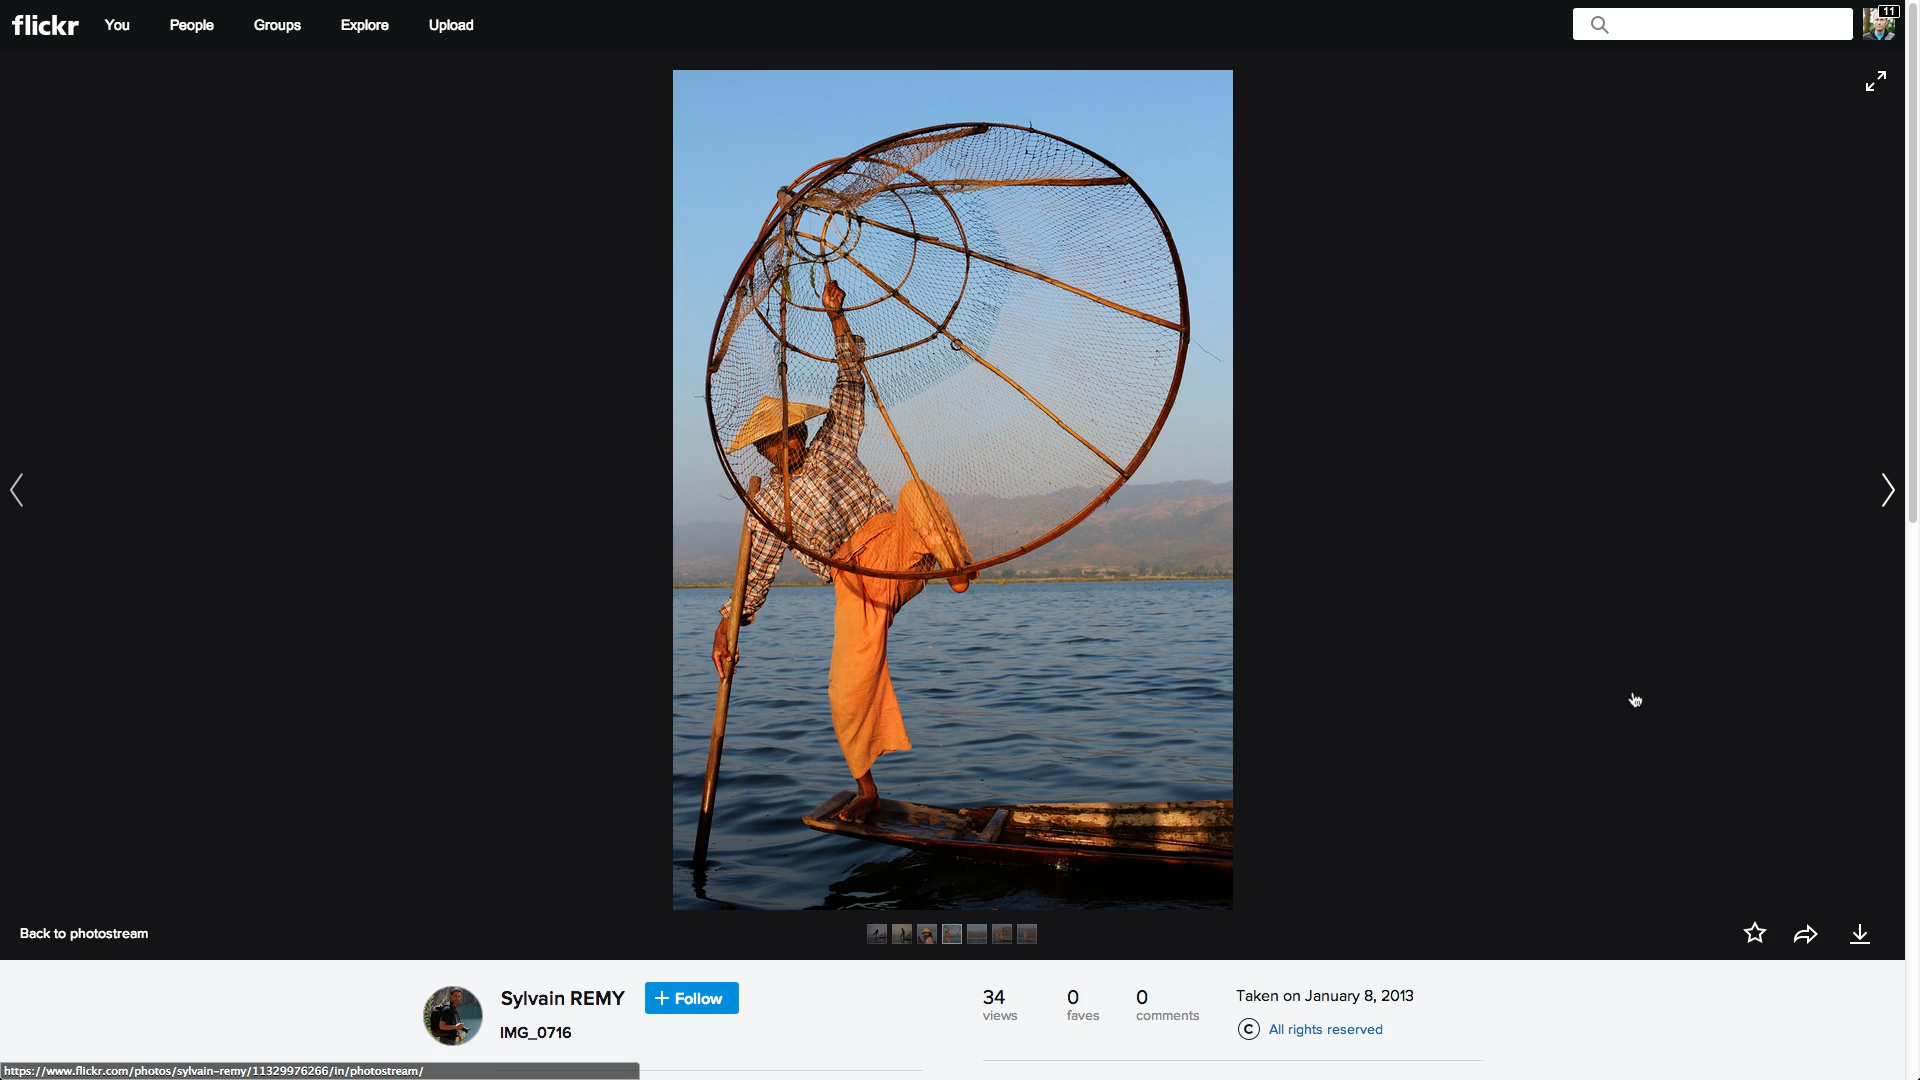 flickr You People Groups Explore Upload
11
Back to photostream
Sylvain REMY
+ Follow
IMG_0716
34
views
0
faves
0
comments
Taken on January 8, 2013
C All rights reserved
https://www.flickr.com/photos/sylvain-remy/11329976266/in/photostream/